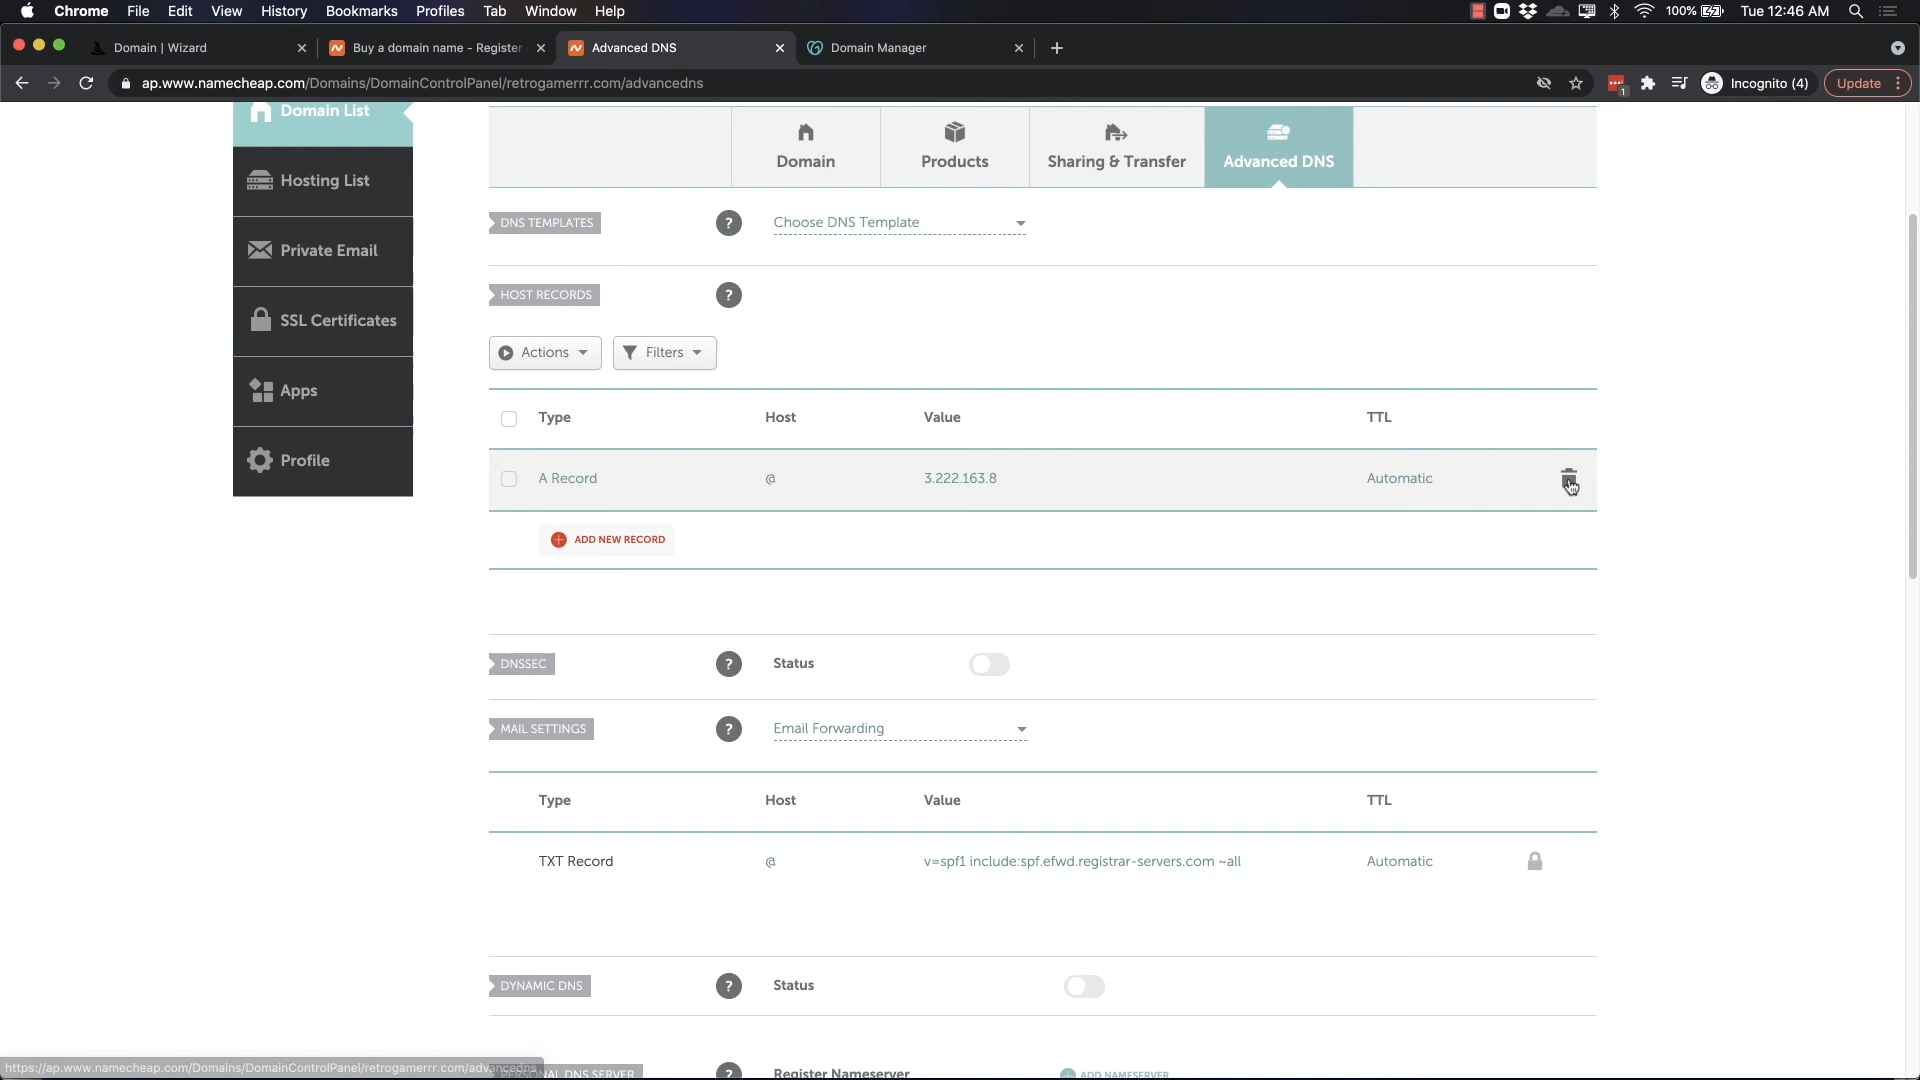 Chrome File Edit View History Bookmarks Profiles Tab Window Help 100% Tue 12:46 AM
Domain | Wizard Buy a domain name - Register Advanced DNS Domain Manager
ap.www.namecheap.com/Domains/DomainControlPanel/retrogamerrr.com/advancedns 1 Incognito (4) Update
Domain List
Hosting List
Private Email
SSL Certificates
Apps
Profile
Domain Products Sharing & Transfer Advanced DNS
DNS TEMPLATES ? Choose DNS Template
HOST RECORDS ?
Actions Filters
Type Host Value TTL
A Record @ 3.222.163.8 Automatic
ADD NEW RECORD
DNSSEC ? Status
MAIL SETTINGS ? Email Forwarding
Type Host Value TTL
TXT Record @ v=spf1 include:spf.efwd.registrar-servers.com ~all Automatic
DYNAMIC DNS ? Status
PERSONAL DNS SERVER ? Register Nameserver ADD NAMESERVER
https://ap.www.namecheap.com/Domains/DomainControlPanel/retrogamerrr.com/advancedns